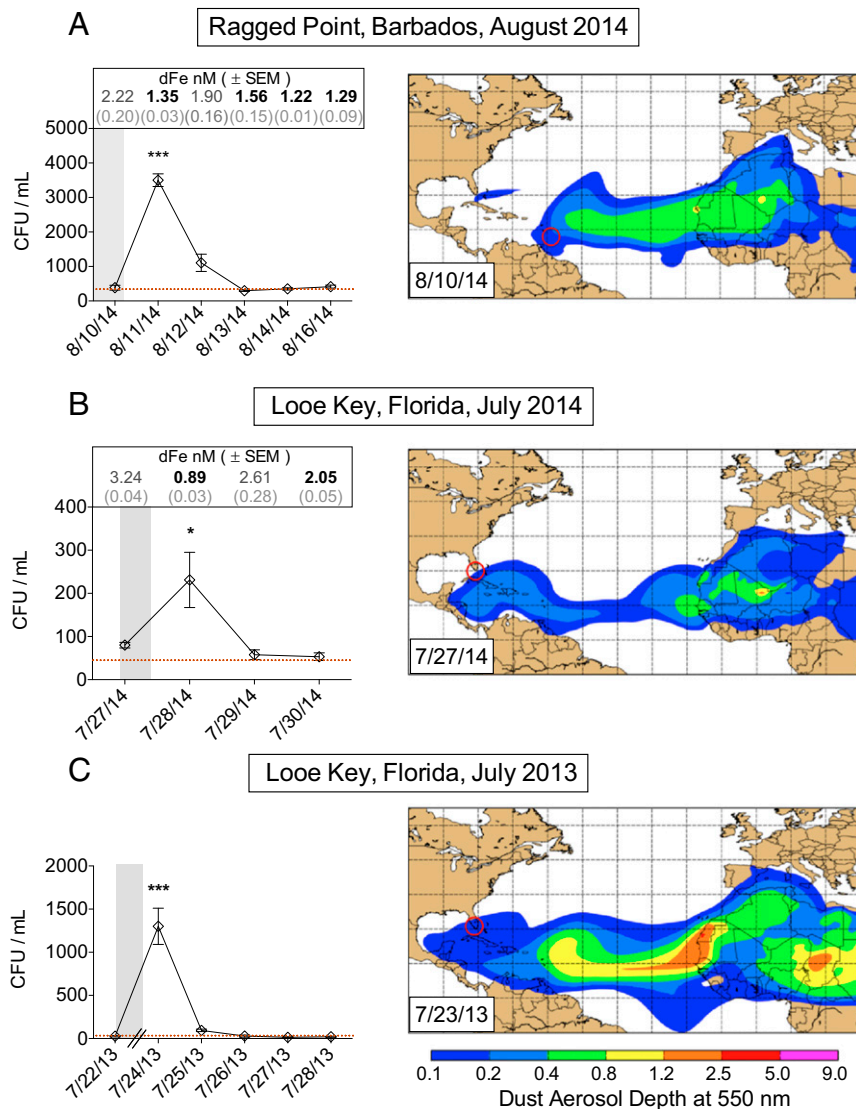 A
Ragged Point, Barbados, August 2014
dFe nM ( ± SEM )
2.22 1.35 1.90 1.56 1.22 1.29
(0.20) (0.03) (0.16) (0.15) (0.01) (0.09)
5000
4000
3000
2000
1000
0
CFU / mL
***
8/10/14
8/11/14
8/12/14
8/13/14
8/14/14
8/16/14
8/10/14
B
Looe Key, Florida, July 2014
dFe nM ( ± SEM )
3.24 0.89 2.61 2.05
(0.04) (0.03) (0.28) (0.05)
400
300
200
100
0
CFU / mL
*
7/27/14
7/28/14
7/29/14
7/30/14
7/27/14
C
Looe Key, Florida, July 2013
2000
1500
1000
500
0
CFU / mL
***
7/22/13
7/24/13
7/25/13
7/26/13
7/27/13
7/28/13
7/23/13
0.1 0.2 0.4 0.8 1.2 2.5 5.0 9.0
Dust Aerosol Depth at 550 nm